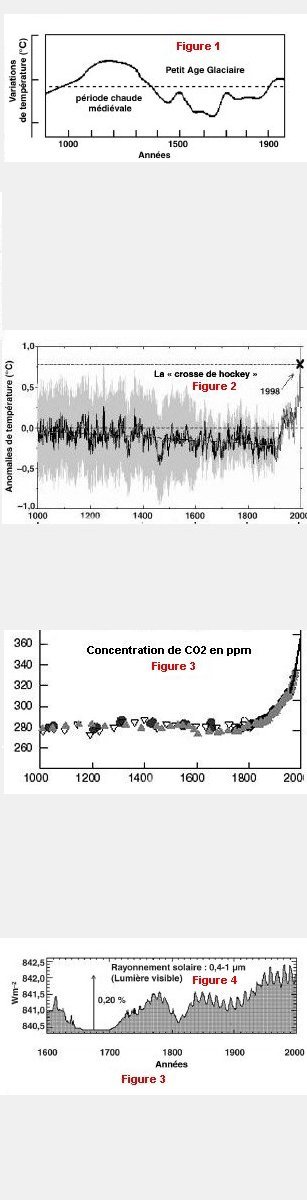 Figure 1
Variations
de température (°C)
Petit Age Glaciaire
période chaude
médiévale
1000
1500
1900
Années
1,0
La « crosse de hockey »
Figure 2
1998
0,5
0,0
−0,5
−1,0
Anomalies de température (°C)
1000
1200
1400
1600
1800
2000
Concentration de CO2 en ppm
Figure 3
360
340
320
300
280
260
1000
1200
1400
1600
1800
2000
Rayonnement solaire : 0,4-1 µm
(Lumière visible)
Figure 4
0,20 %
842,5
842,0
841,5
841,0
840,5
Wm⁻²
1600
1700
1800
1900
2000
Années
Figure 3